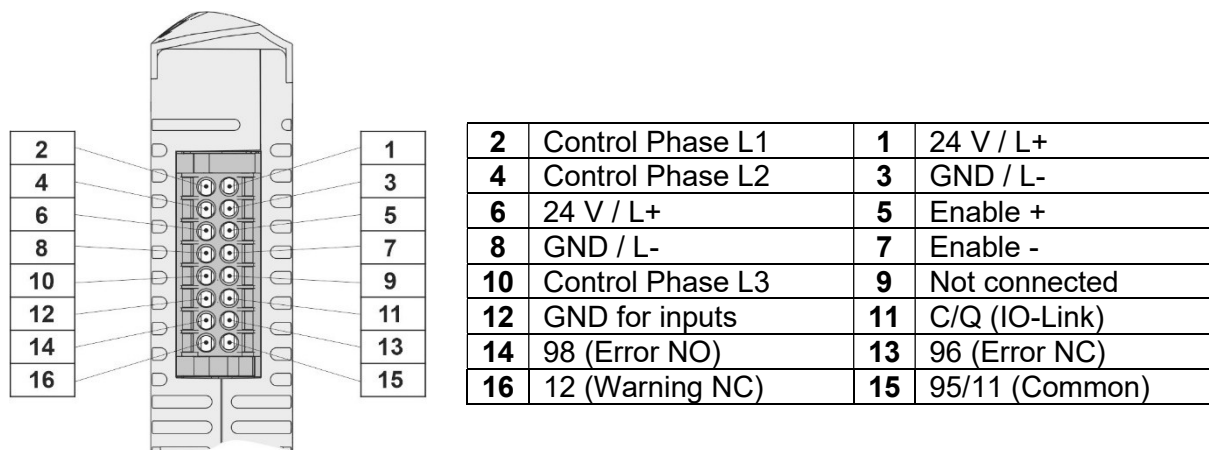 2 1
4 3
6 5
8 7
10 9
12 11
14 13
16 15
2 Control Phase L1 1 24 V / L+
4 Control Phase L2 3 GND / L-
6 24 V / L+ 5 Enable +
8 GND / L- 7 Enable -
10 Control Phase L3 9 Not connected
12 GND for inputs 11 C/Q (IO-Link)
14 98 (Error NO) 13 96 (Error NC)
16 12 (Warning NC) 15 95/11 (Common)